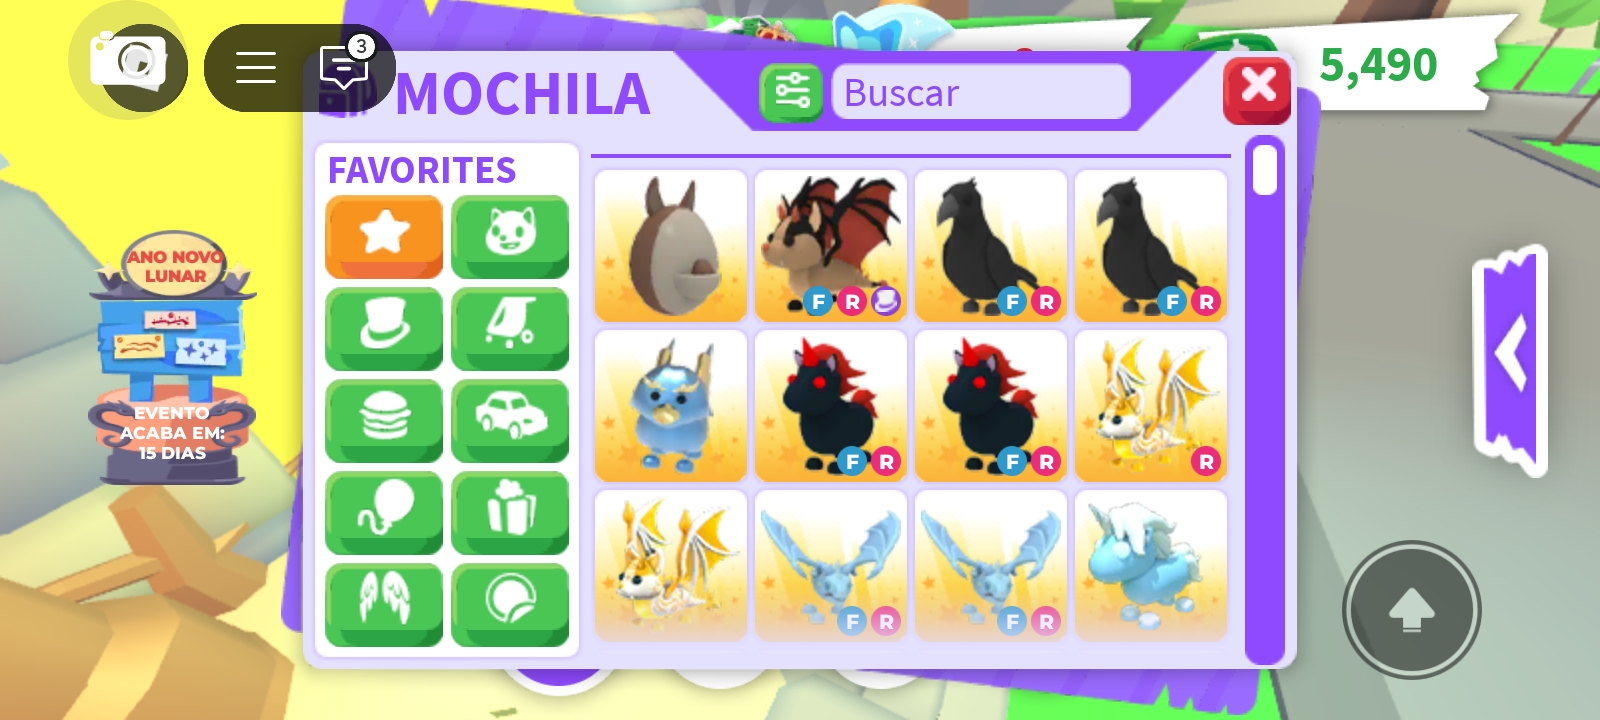 3
MOCHILA
Buscar
5,490
FAVORITES
ANO NOVO
LUNAR
EVENTO
ACABA EM:
15 DIAS
F R
F R
F R
F R
F R
R
F R
F R